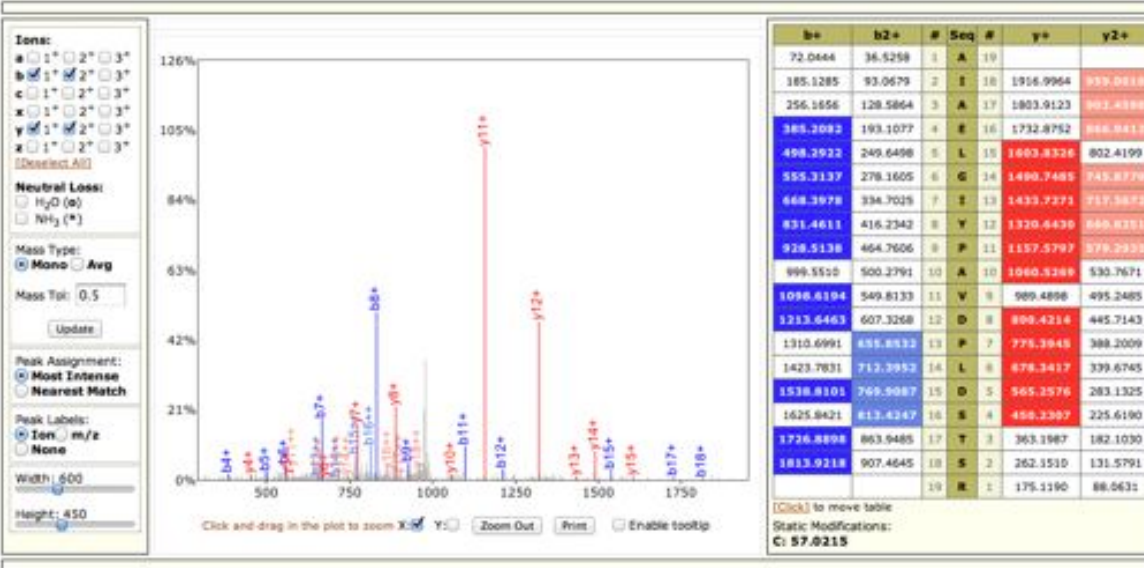 Ions:
a 1+ 2+ 3+
b 1+ 2+ 3+
c 1+ 2+ 3+
x 1+ 2+ 3+
y 1+ 2+ 3+
z 1+ 2+ 3+
[Deselect All]
Neutral Loss:
H2O (o)
NH3 (*)
Mass Type:
Mono Avg
Mass Tol: 0.5
Update
Peak Assignment:
Most Intense
Nearest Match
Peak Labels:
Ion m/z
None
Width: 600
Height: 450
126%
105%
84%
63%
42%
21%
0%
y11+
y12+
b8+
b7+
y8+
b11+
b12+
y10+
y13+
y14+
b15+
y15+
b17+
b18+
b4+
y4+
b5+
b9+
500 750 1000 1250 1500 1750
Click and drag in the plot to zoom X: Y: Zoom Out Print Enable tooltip
b+ b2+ # Seq # y+ y2+
72.0444 36.5258 1 A 19
185.1285 93.0679 2 I 18 1916.9964
256.1656 128.5864 3 A 17 1803.9123
385.2082 193.1077 4 E 16 1732.8752
498.2922 249.6498 5 L 15 1603.8326 802.4199
555.3137 278.1605 6 G 14 1490.7485
668.3978 334.7025 7 I 13 1433.7271
831.4611 416.2342 8 Y 12 1320.6430
928.5138 464.7606 9 P 11 1157.5797
999.5510 500.2791 10 A 10 1060.5269 530.7671
1098.6194 549.8133 11 V 9 989.4898 495.2485
1213.6463 607.3268 12 D 8 890.4214 445.7143
1310.6991 655.8532 13 P 7 775.3945 388.2009
1423.7831 712.3952 14 L 6 678.3417 339.6745
1538.8101 769.9087 15 D 5 565.2576 283.1325
1625.8421 813.4247 16 S 4 450.2307 225.6190
1726.8898 863.9485 17 T 3 363.1987 182.1030
1813.9218 907.4645 18 S 2 262.1510 131.5791
19 R 1 175.1190 88.0631
[Click] to move table
Static Modifications:
C: 57.0215